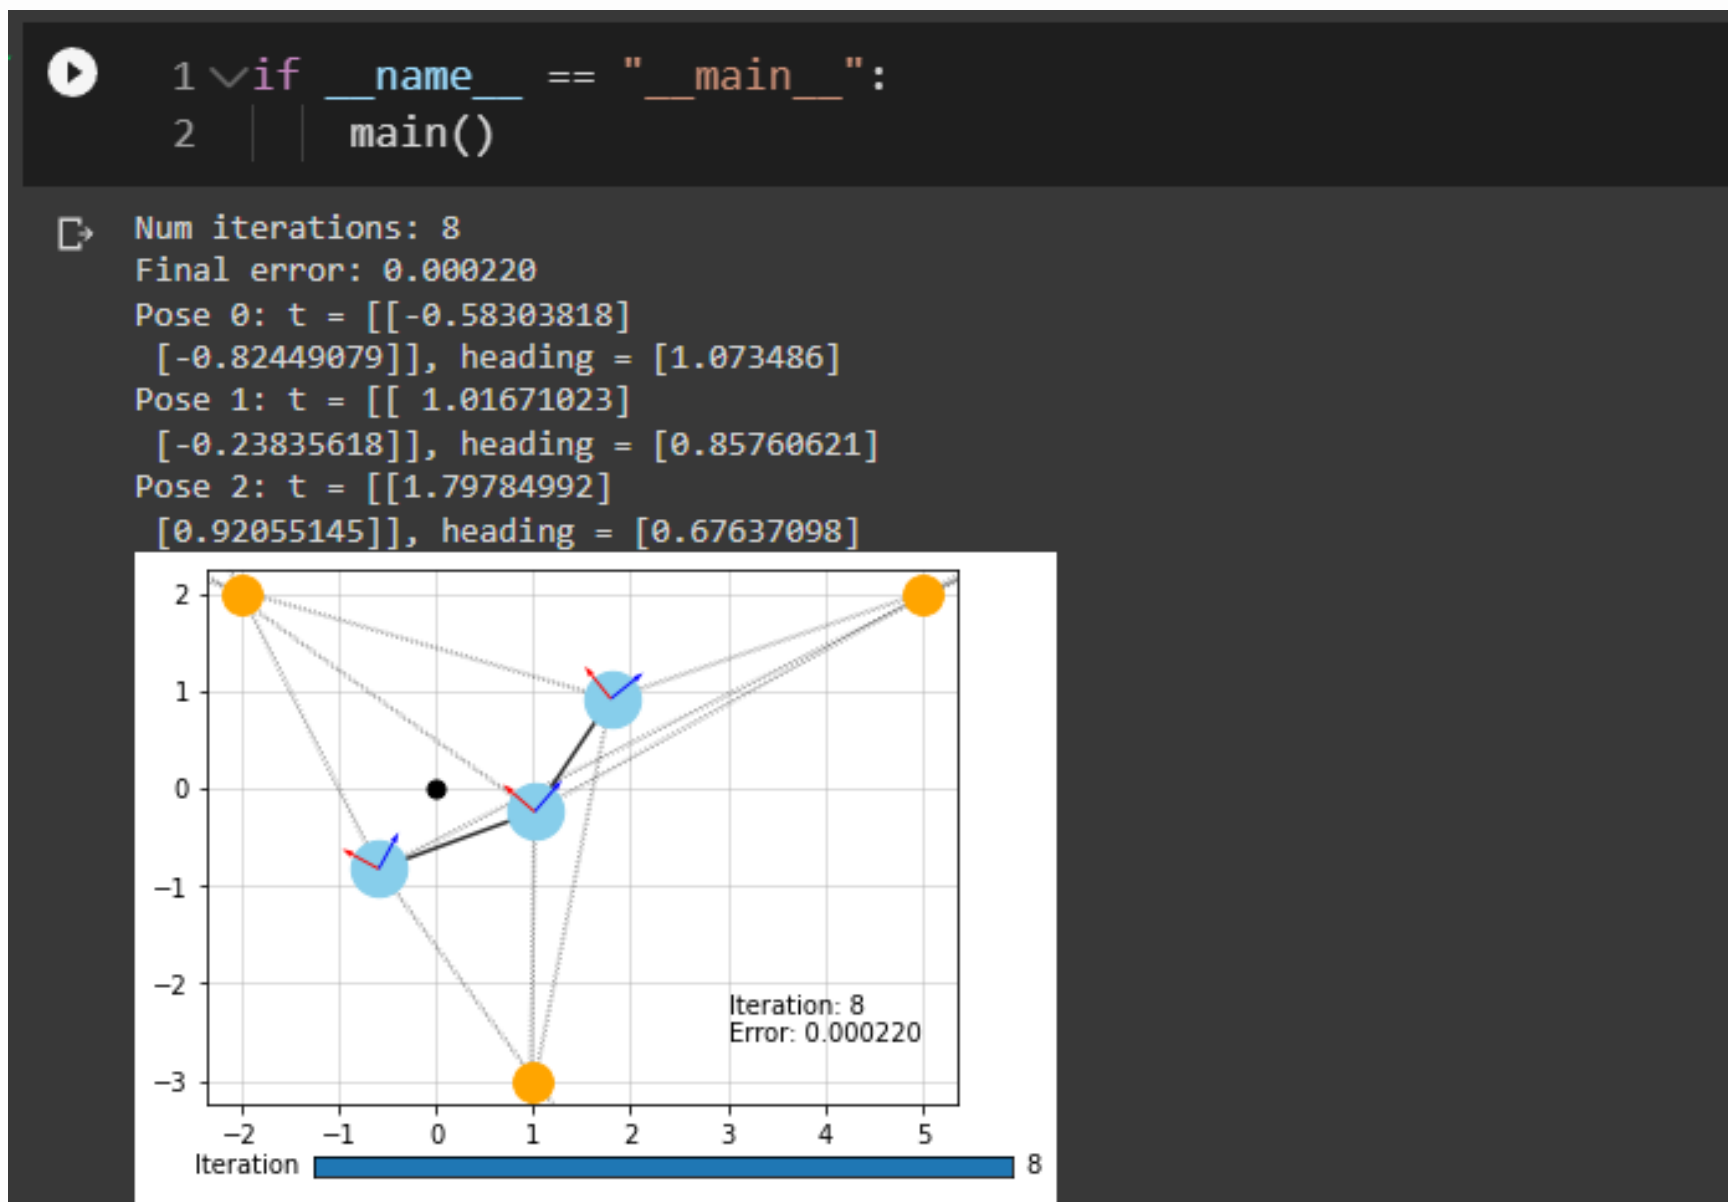 1 if __name__ == "__main__":
2 main()
Num iterations: 8
Final error: 0.000220
Pose 0: t = [[-0.58303818]
[-0.82449079]], heading = [1.073486]
Pose 1: t = [[ 1.01671023]
[-0.23835618]], heading = [0.85760621]
Pose 2: t = [[1.79784992]
[0.92055145]], heading = [0.67637098]
2
1
0
−1
−2
−3
Iteration: 8
Error: 0.000220
−2 −1 0 1 2 3 4 5
Iteration 8